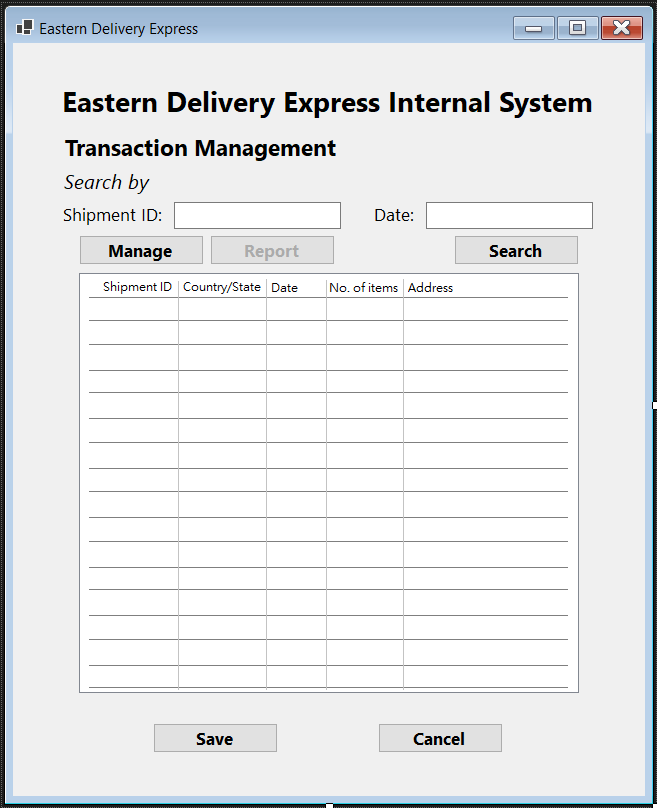 Eastern Delivery Express
Eastern Delivery Express Internal System
Transaction Management
Search by
Shipment ID: Date:
Manage Report Search
Shipment ID Country/State Date No. of items Address
Save Cancel